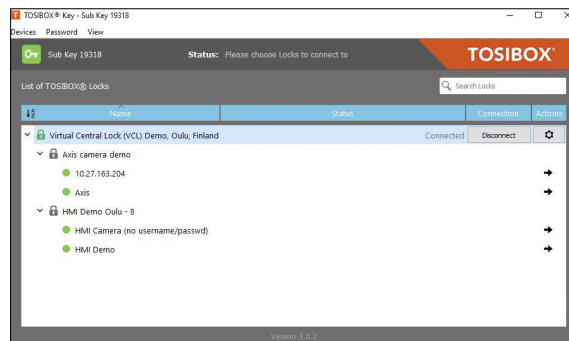 TOSIBOX® Key - Sub Key 19318
Devices Password View
Sub Key 19318 Status: Please choose Locks to connect to TOSIBOX®
List of TOSIBOX® Locks Search Locks
Name Status Connection Actions
Virtual Central Lock (VCL) Demo, Oulu, Finland Connected Disconnect
Axis camera demo
10.27.163.204
Axis
HMI Demo Oulu - 8
HMI Camera (no username/passwd)
HMI Demo
Version 3.0.2